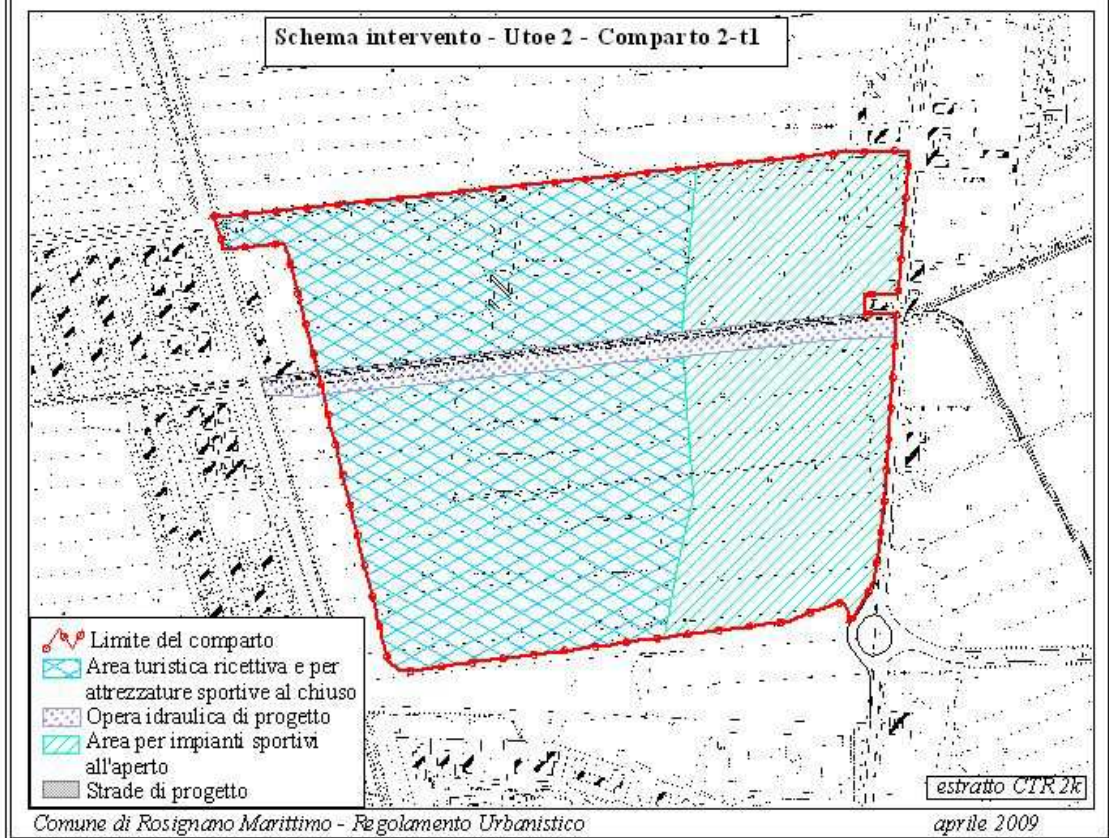 Schema intervento - Utoe 2 - Comparto 2-t1
Limite del comparto
Area turistica ricettiva e per
attrezzature sportive al chiuso
Opera idraulica di progetto
Area per impianti sportivi
all'aperto
Strade di progetto
estratto CTR 2k
Comune di Rosignano Marittimo - Regolamento Urbanistico
aprile 2009